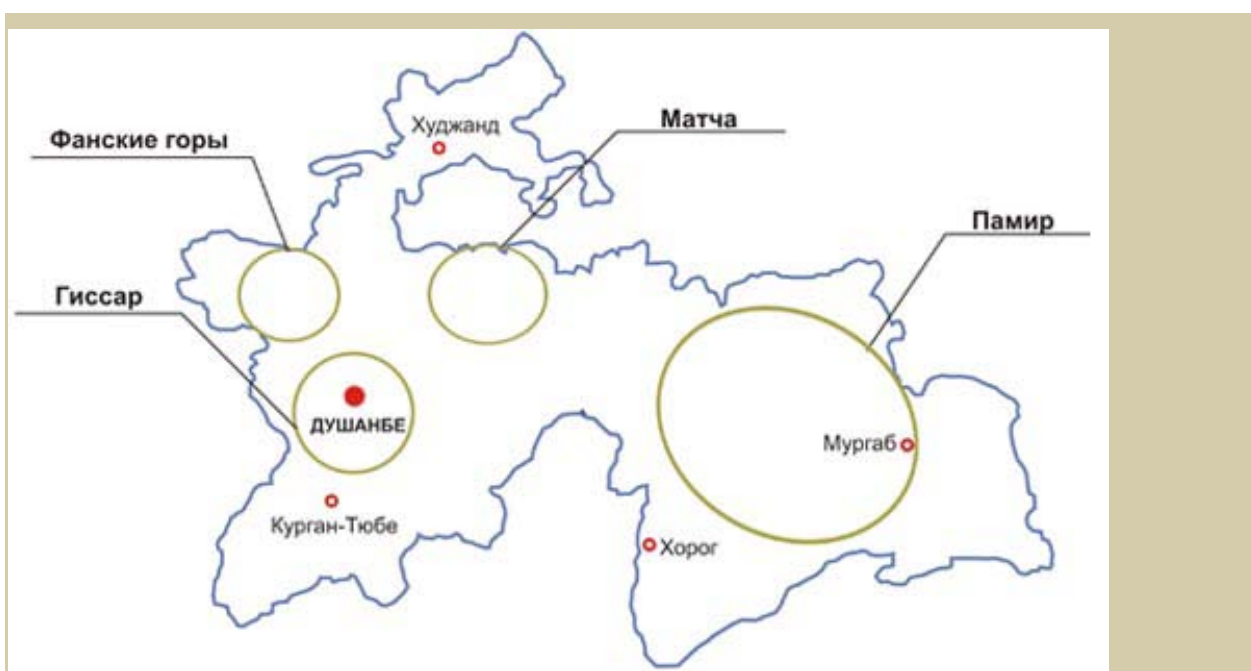 Худжанд
Матча
Фанские горы
Памир
Гиссар
ДУШАНБЕ
Мургаб
Курган-Тюбе
Хорог